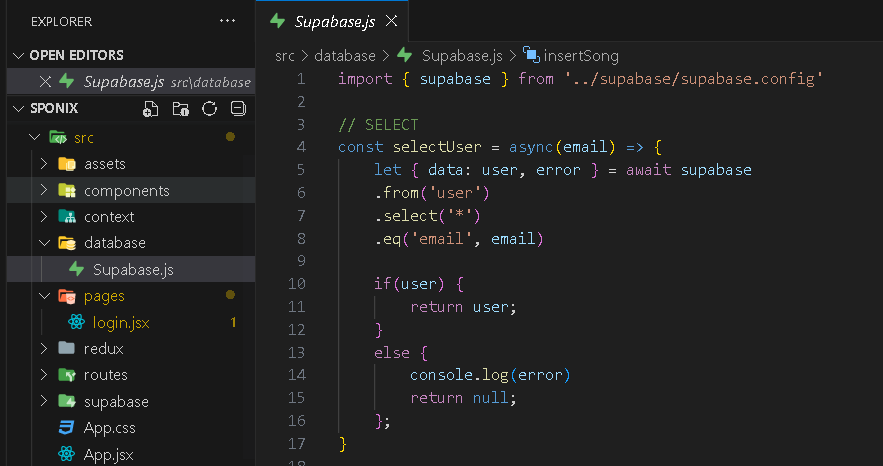 EXPLORER
OPEN EDITORS
Supabase.js src\database
SPONIX
src
assets
components
context
database
Supabase.js
pages
login.jsx 1
redux
routes
supabase
App.css
App.jsx
Supabase.js
src > database > Supabase.js > insertSong
1 import { supabase } from '../supabase/supabase.config'
2
3 // SELECT
4 const selectUser = async(email) => {
5 let { data: user, error } = await supabase
6 .from('user')
7 .select('*')
8 .eq('email', email)
9
10 if(user) {
11 return user;
12 }
13 else {
14 console.log(error)
15 return null;
16 };
17 }